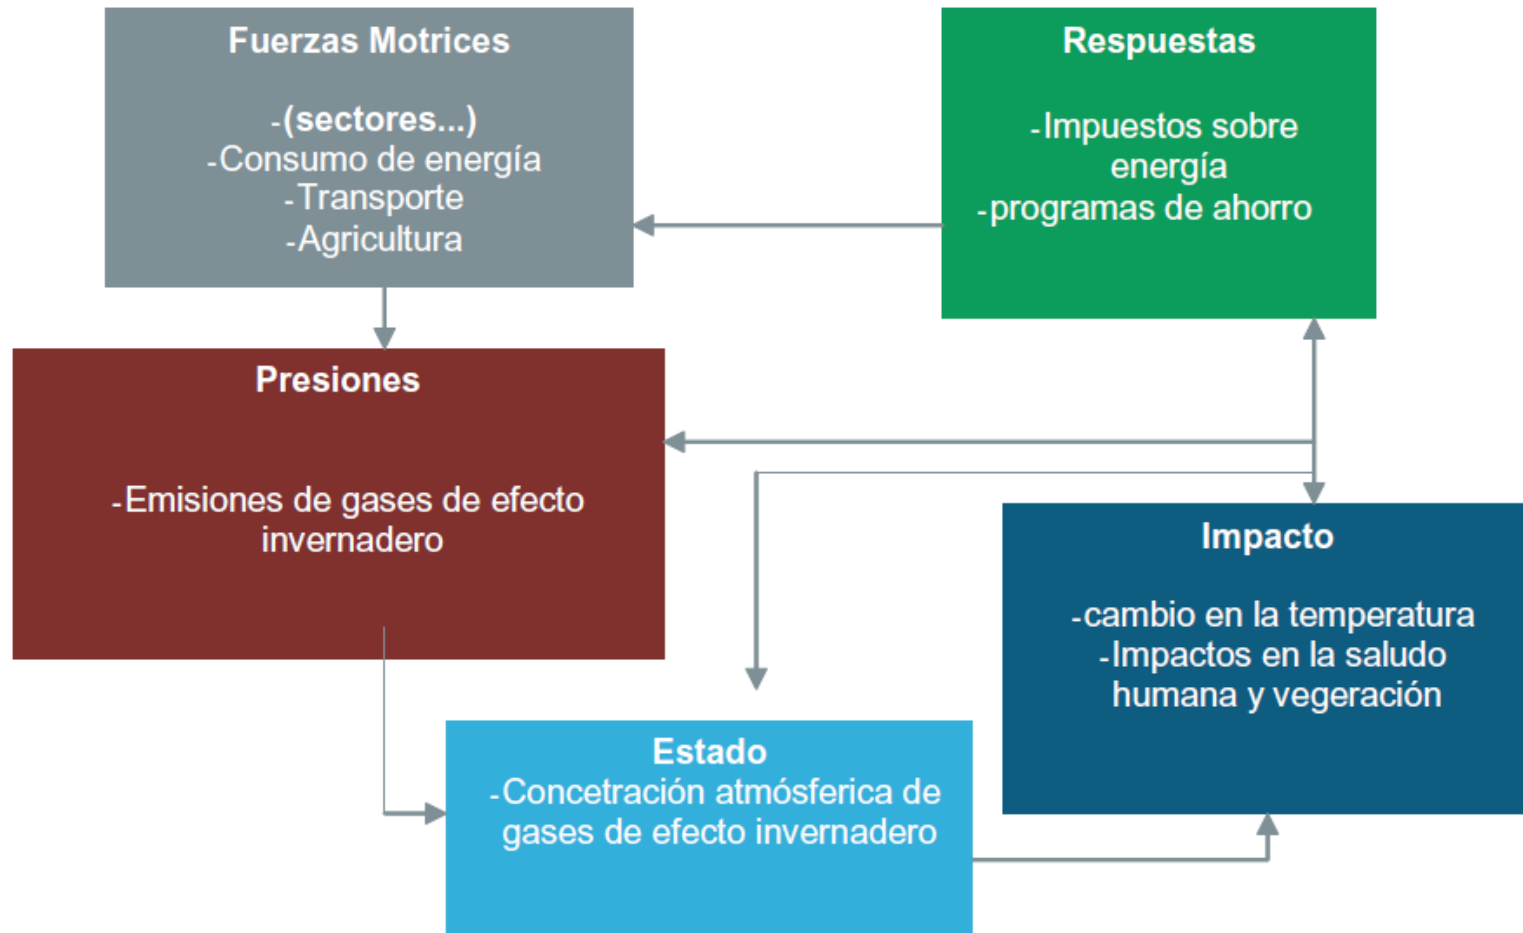 Fuerzas Motrices
-(sectores...)
-Consumo de energía
-Transporte
-Agricultura
Respuestas
-Impuestos sobre
energía
-programas de ahorro
Presiones
-Emisiones de gases de efecto
invernadero
Impacto
-cambio en la temperatura
-Impactos en la saludo
humana y vegeración
Estado
-Concetración atmósferica de
gases de efecto invernadero